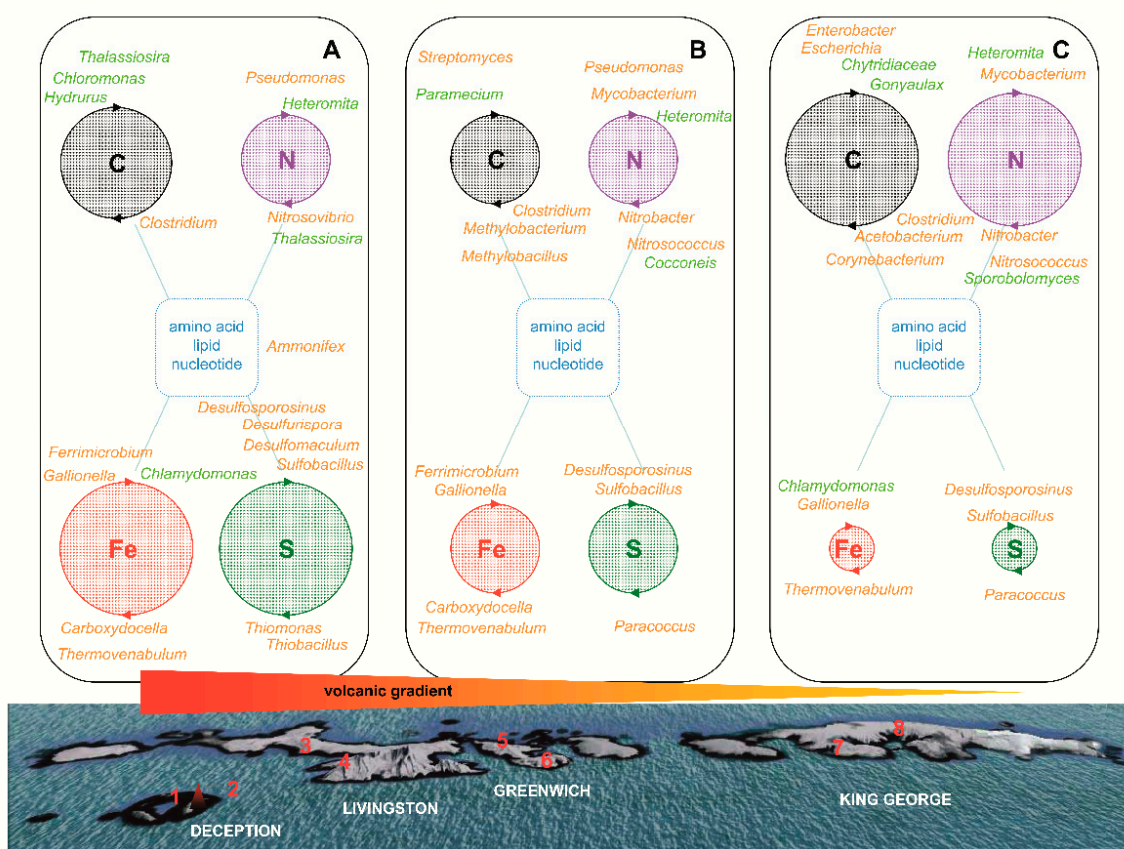 A
Thalassiosira
Chloromonas
Hydrurus
Pseudomonas
Heteromita
C
N
Clostridium
Nitrosovibrio
Thalassiosira
amino acid
lipid
nucleotide
Ammonifex
Desulfosporosinus
Desulfurispora
Desulfomaculum
Sulfobacillus
Ferrimicrobium
Gallionella
Chlamydomonas
Fe
S
Carboxydocella
Thermovenabulum
Thiomonas
Thiobacillus
B
Streptomyces
Paramecium
Pseudomonas
Mycobacterium
Heteromita
C
N
Clostridium
Methylobacterium
Methylobacillus
Nitrobacter
Nitrosococcus
Cocconeis
amino acid
lipid
nucleotide
Ferrimicrobium
Gallionella
Desulfosporosinus
Sulfobacillus
Fe
S
Carboxydocella
Thermovenabulum
Paracoccus
C
Enterobacter
Escherichia
Chytridiaceae
Gonyaulax
Heteromita
Mycobacterium
C
N
Clostridium
Acetobacterium
Corynebacterium
Nitrobacter
Nitrosococcus
Sporobolomyces
amino acid
lipid
nucleotide
Chlamydomonas
Gallionella
Desulfosporosinus
Sulfobacillus
Fe
S
Thermovenabulum
Paracoccus
volcanic gradient
1
2
3
4
5
6
7
8
DECEPTION
LIVINGSTON
GREENWICH
KING GEORGE